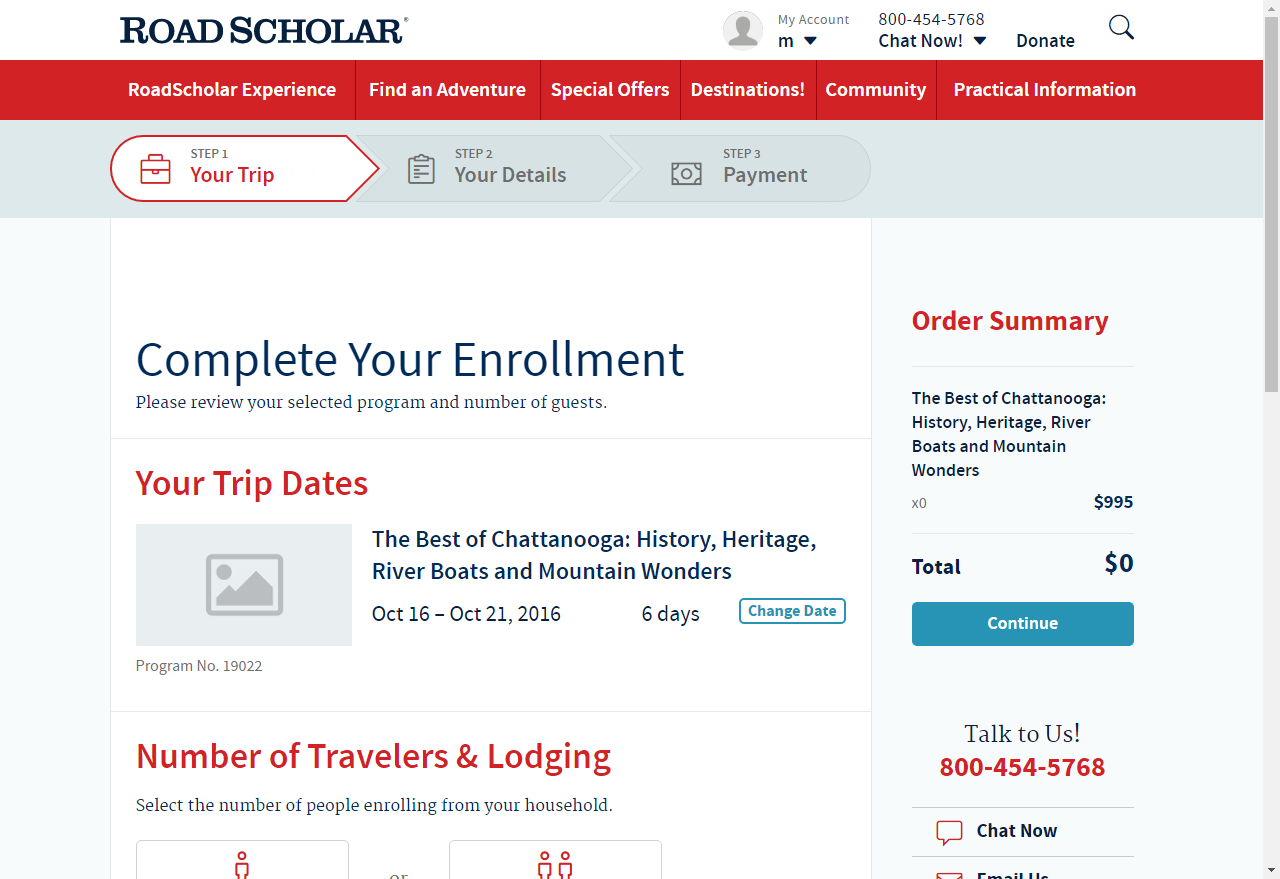 ROAD SCHOLAR®
My Account
m
800-454-5768
Chat Now!
Donate
RoadScholar Experience
Find an Adventure
Special Offers
Destinations!
Community
Practical Information
STEP 1
Your Trip
STEP 2
Your Details
STEP 3
Payment
Complete Your Enrollment
Please review your selected program and number of guests.
Your Trip Dates
The Best of Chattanooga: History, Heritage,
River Boats and Mountain Wonders
Oct 16 – Oct 21, 2016
6 days
Change Date
Program No. 19022
Number of Travelers & Lodging
Select the number of people enrolling from your household.
or
Order Summary
The Best of Chattanooga:
History, Heritage, River
Boats and Mountain
Wonders
x0
$995
Total
$0
Continue
Talk to Us!
800-454-5768
Chat Now
Email Us